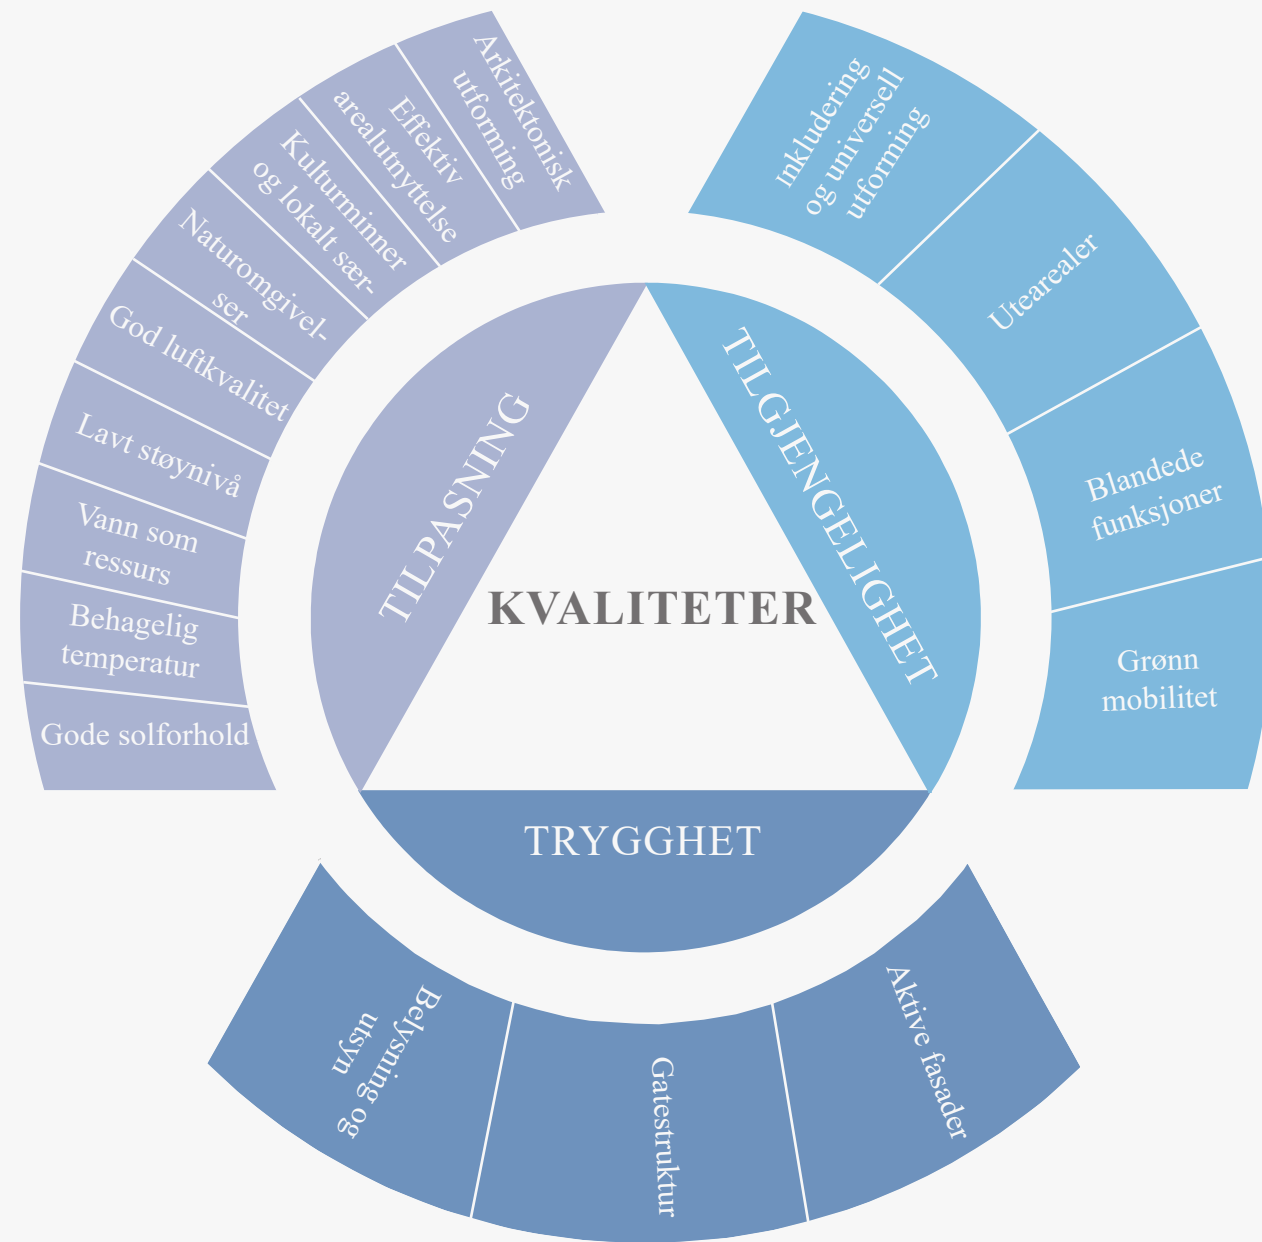 Arkitektonisk
utforming
Effektiv
arealutnyttelse
Kulturminner
og lokalt sær-
Naturomgivel-
ser
God luftkvalitet
Lavt støynivå
Vann som
ressurs
Behagelig
temperatur
Gode solforhold
Inkludering
og universell
utforming
Utearealer
Blandede
funksjoner
Grønn
mobilitet
TILPASNING
TILGJENGELIGHET
KVALITETER
TRYGGHET
Belysning og
utsyn
Gatestruktur
Aktive fasader